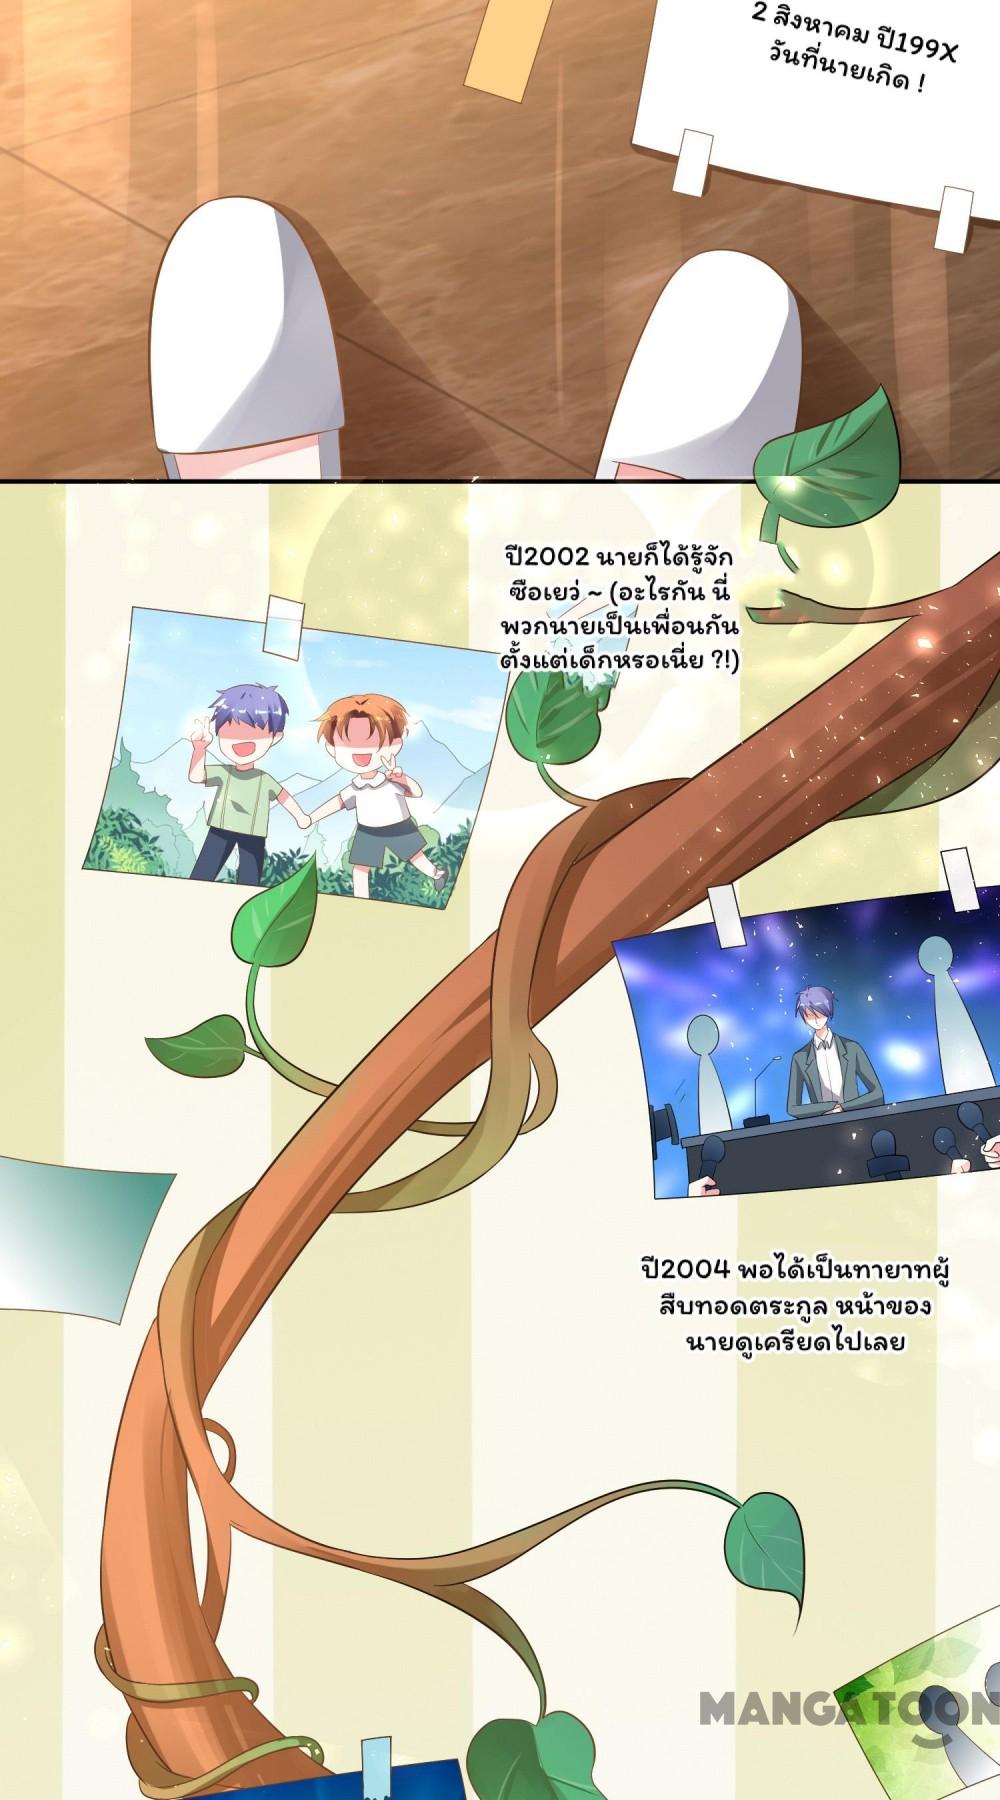 2 สิงหาคม ปี199X
วันที่นายเกิด !
ปี2002 นายก็ได้รู้จัก
ซือเยว่ ~ (อะไรกัน นี่
พวกนายเป็นเพื่อนกัน
ตั้งแต่เด็กหรอเนี่ย ?!)
ปี2004 พอได้เป็นทายาทผู้
สืบทอดตระกูล หน้าของ
นายดูเครียดไปเลย
MANGATOON